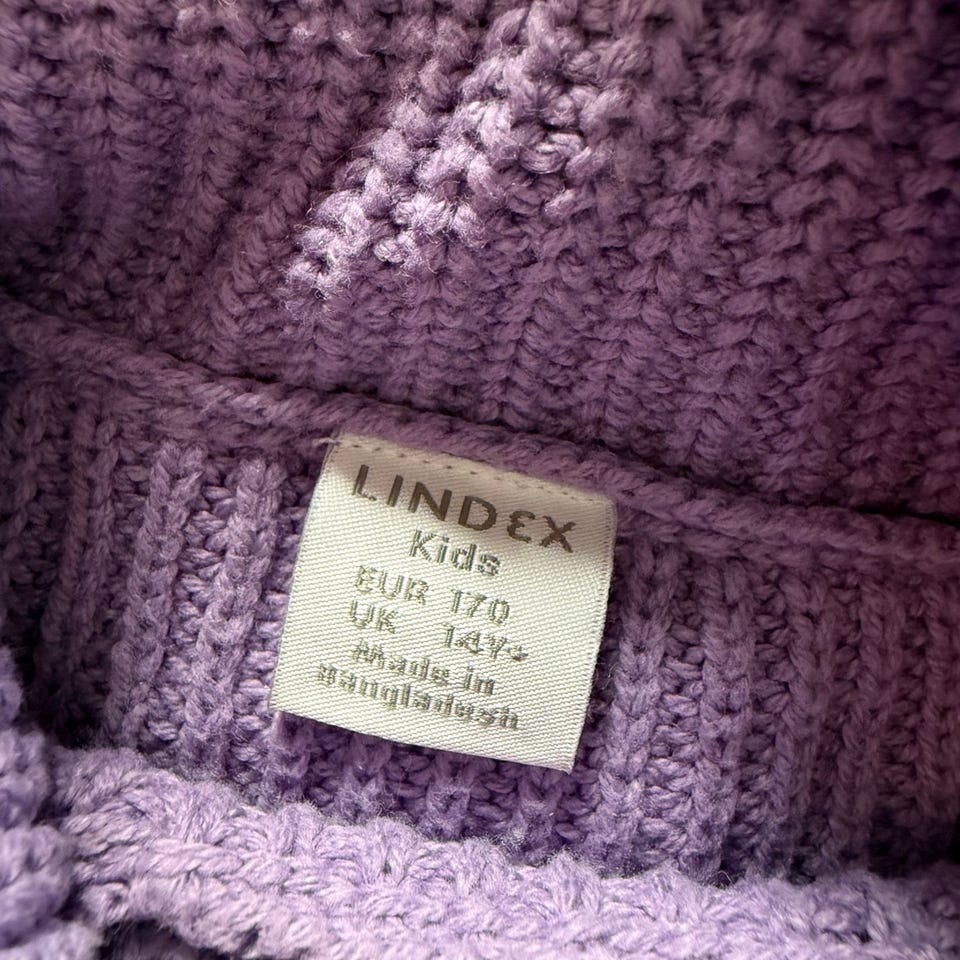 LINDEX
Kids
EUR 170
UK 14Y+
Made in
Bangladesh